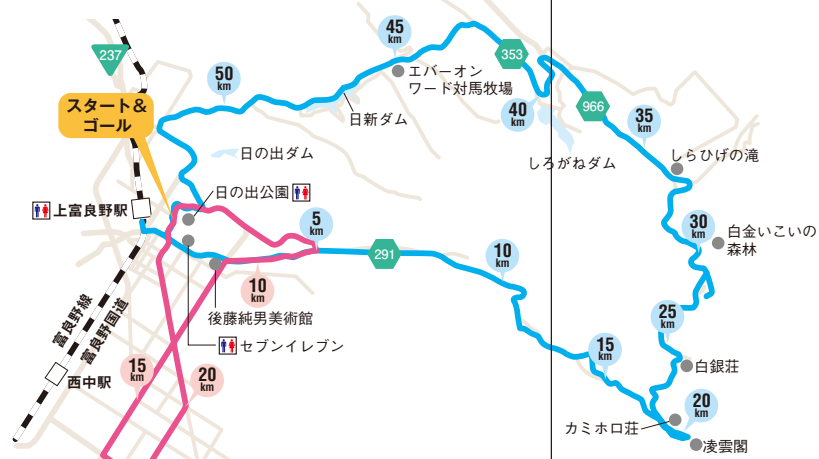 45
km
237
353
50
km
エバーオン
ワード対馬牧場
スタート&
ゴール
40
km
966
35
km
日新ダム
日の出ダム
しろがねダム
しらひげの滝
日の出公園
上富良野駅
5
km
30
km
白金いこいの
森林
291
10
km
10
km
後藤純男美術館
富良野線
富良野国道
25
km
15
km
セブンイレブン
白銀荘
西中駅
15
km
20
km
20
km
カミホロ荘
凌雲閣